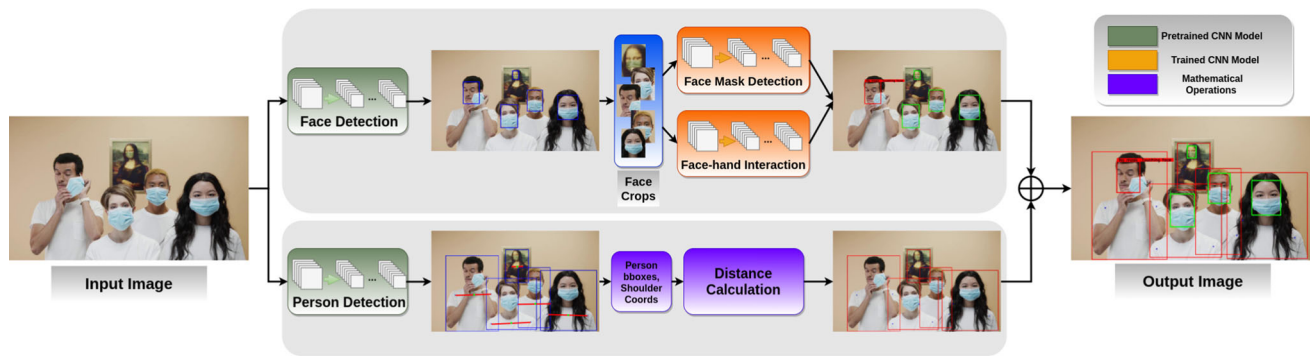 Pretrained CNN Model
Trained CNN Model
Mathematical
Operations
Face Detection
Face Mask Detection
Face-hand Interaction
Face
Crops
Input Image
Person Detection
Person
bboxes,
Shoulder
Coords
Distance
Calculation
Output Image